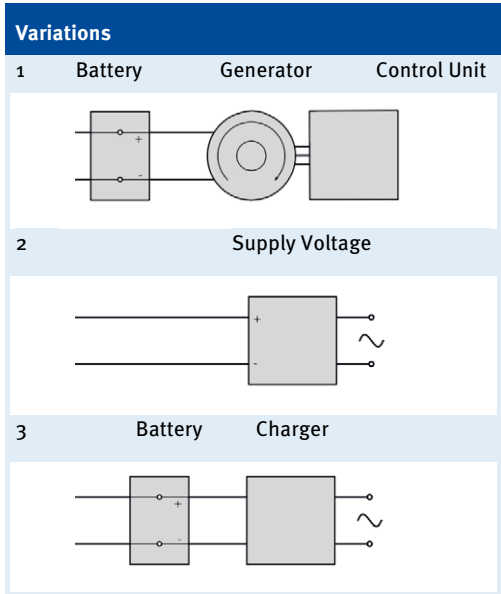 Variations
1 Battery Generator Control Unit
+
-
2 Supply Voltage
+
-
3 Battery Charger
+
-